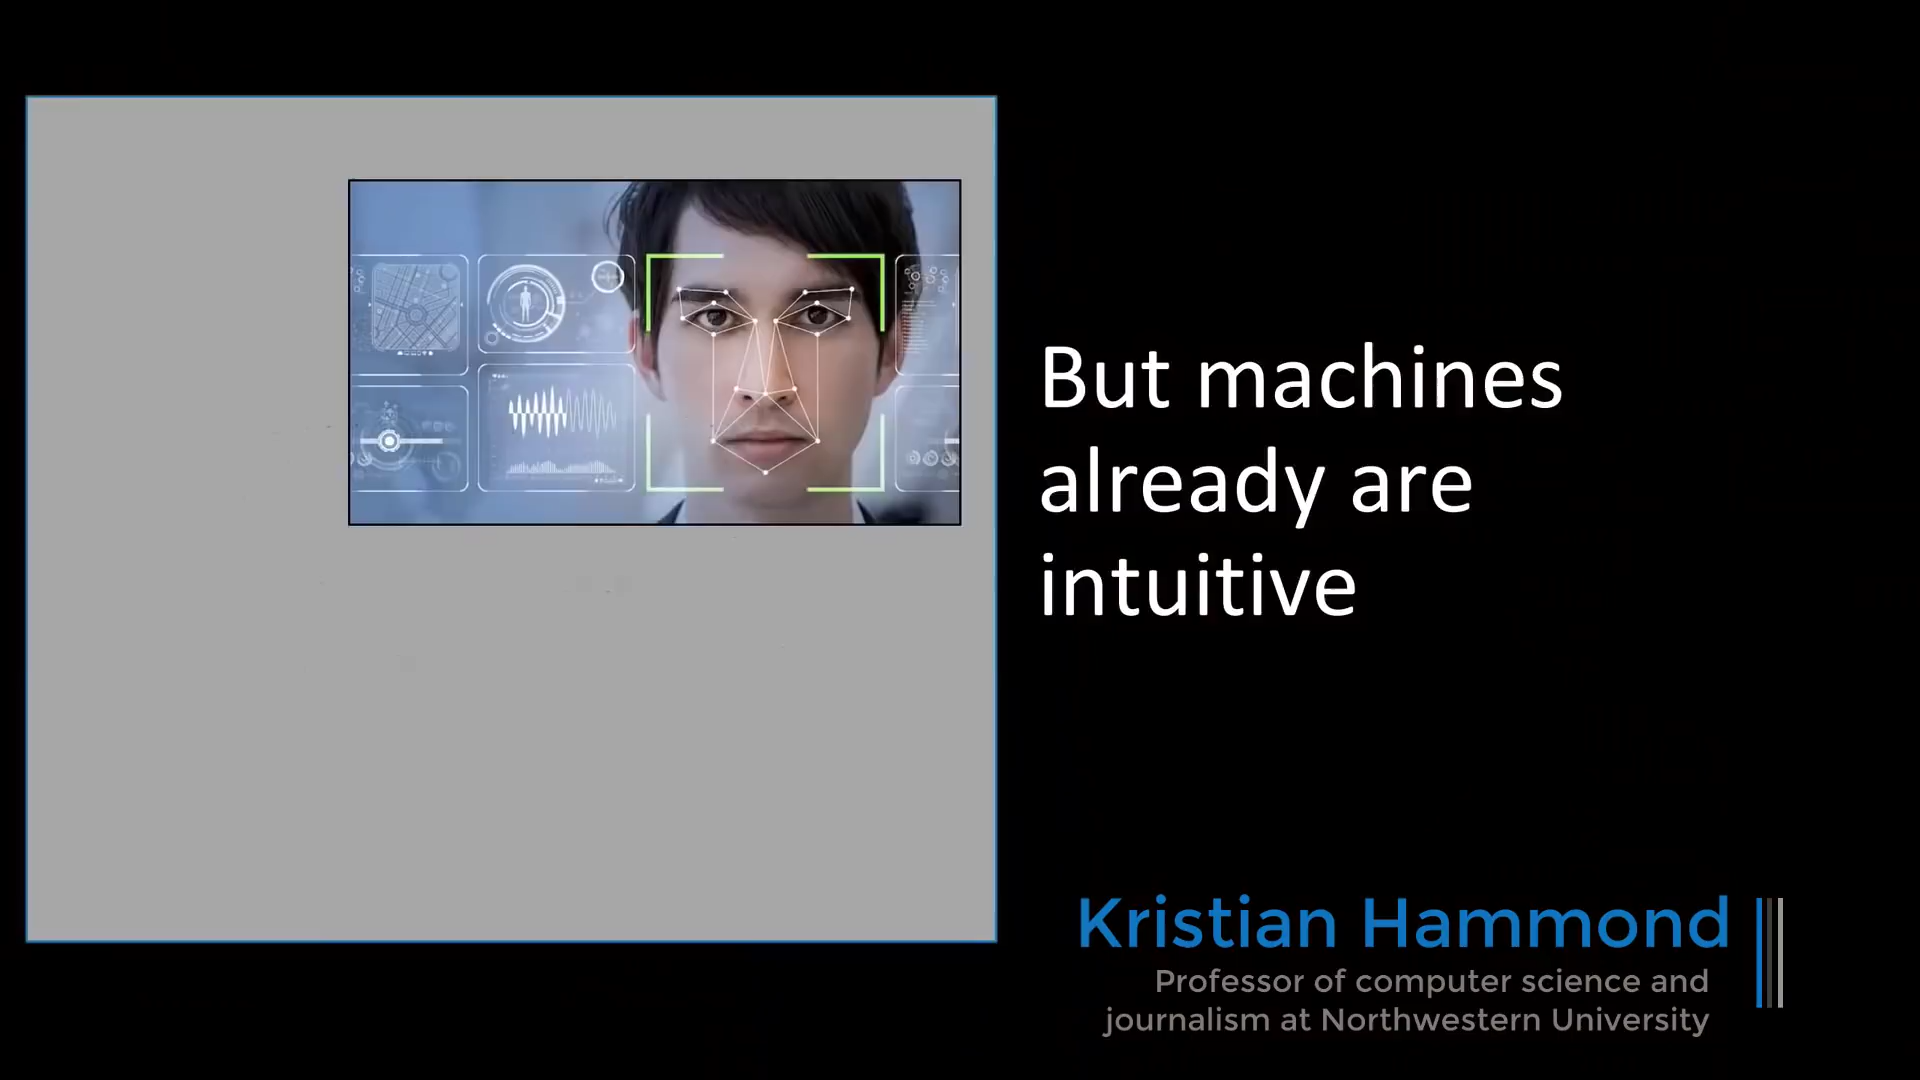 But machines
already are
intuitive
Kristian Hammond
Professor of computer science and
journalism at Northwestern University